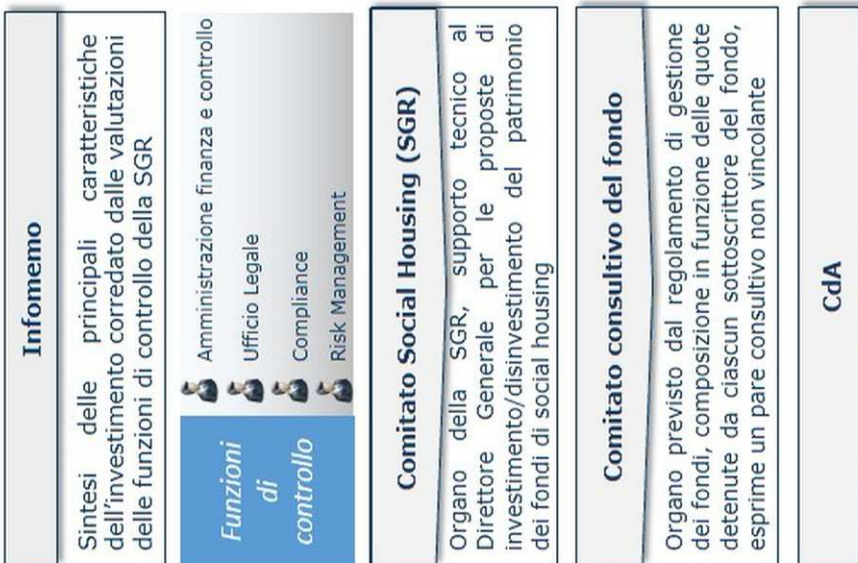 Infomemo
Sintesi delle principali caratteristiche
dell'investimento corredato dalle valutazioni
delle funzioni di controllo della SGR
Funzioni
di
controllo
Amministrazione finanza e controllo
Ufficio Legale
Compliance
Risk Management
Comitato Social Housing (SGR)
Organo della SGR, supporto tecnico al
Direttore Generale per le proposte di
investimento/disinvestimento del patrimonio
dei fondi di social housing
Comitato consultivo del fondo
Organo previsto dal regolamento di gestione
dei fondi, composizione in funzione delle quote
detenute da ciascun sottoscrittore del fondo,
esprime un pare consultivo non vincolante
CdA